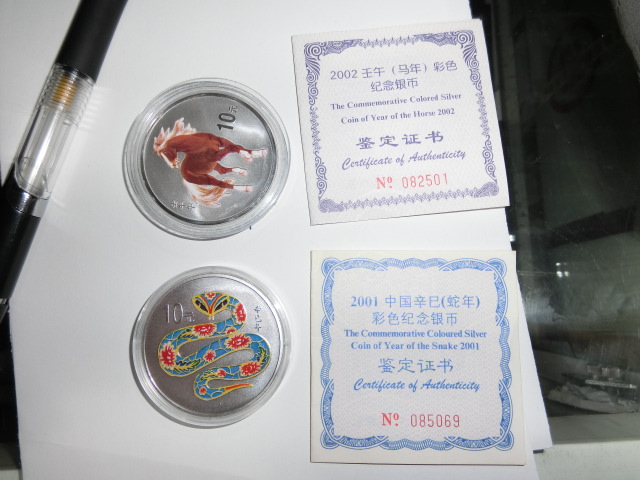 10元
2002 壬午（马年）彩色
纪念银币
The Commemorative Colored Silver
Coin of Year of the Horse 2002
鉴定证书
Certificate of Authenticity
Nº 082501
10元
辛巳年
2001 中国辛巳(蛇年)
彩色纪念银币
The Commemorative Coloured Silver
Coin of Year of the Snake 2001
鉴定证书
Certificate of Authenticity
Nº 085069